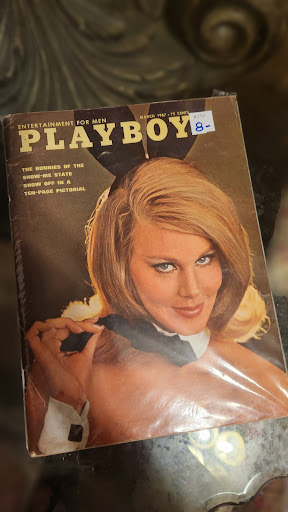 ENTERTAINMENT FOR MEN
MARCH 1967 · 75 CENTS
PLAYBOY
8-
THE BUNNIES OF THE
SHOW-ME STATE
SHOW OFF IN A
TEN-PAGE PICTORIAL